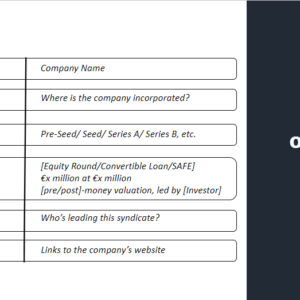 Company Name
Where is the company incorporated?
Pre-Seed/ Seed/ Series A/ Series B, etc.
[Equity Round/Convertible Loan/SAFE]
€x million at €x million
[pre/post]-money valuation, led by [Investor]
Who's leading this syndicate?
Links to the company's website